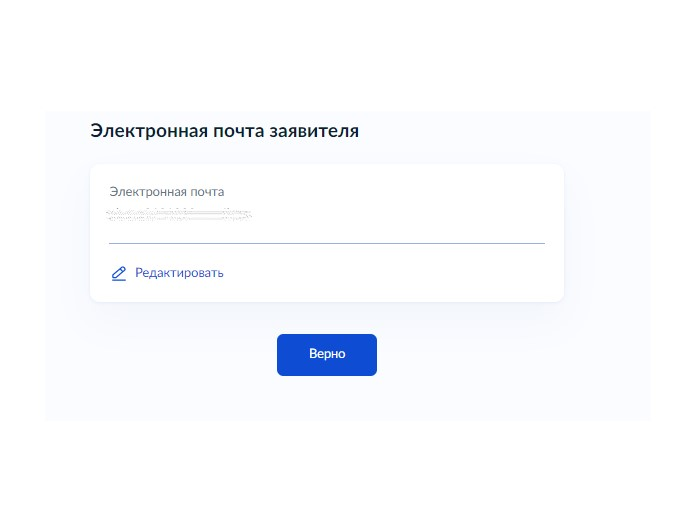 Электронная почта заявителя
Электронная почта
Редактировать
Верно